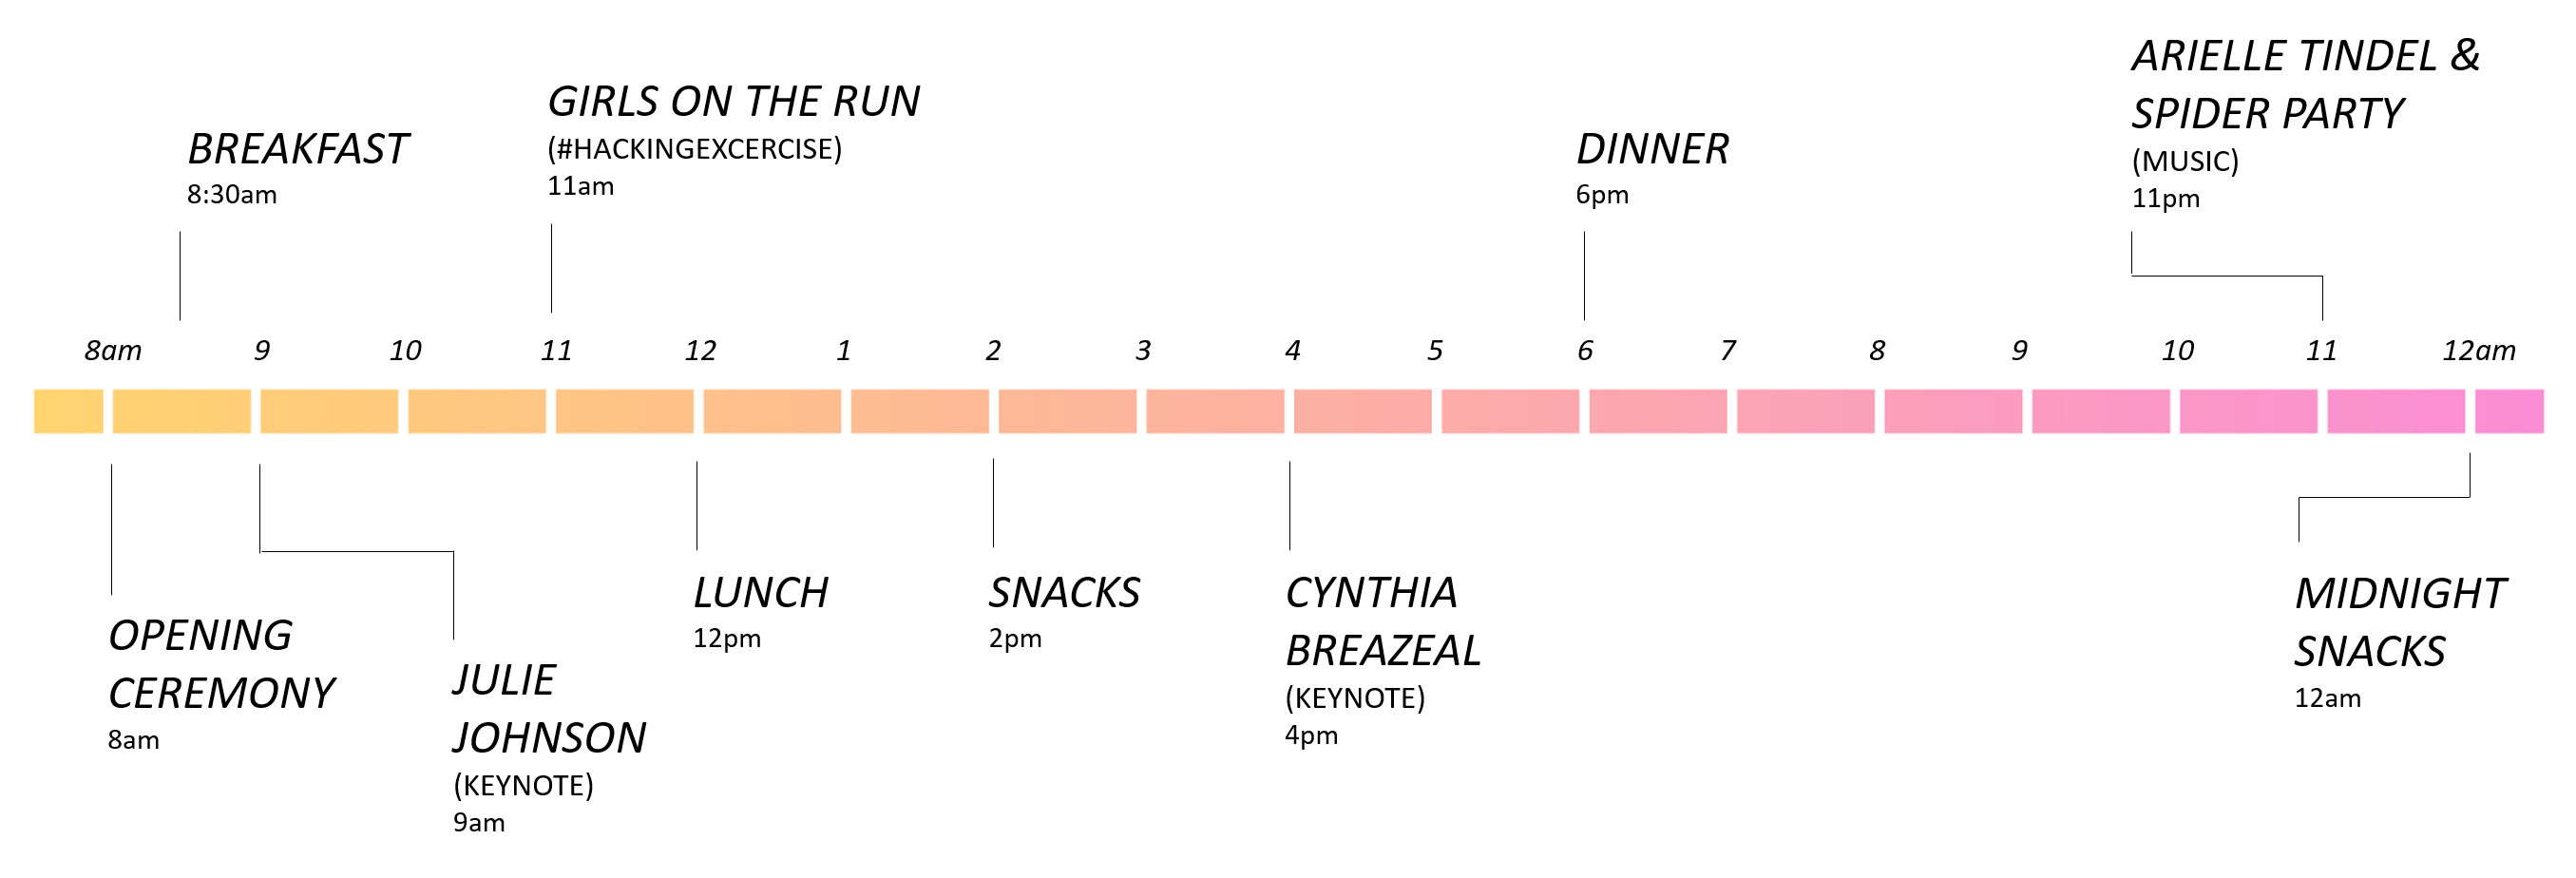 ARIELLE TINDEL &
SPIDER PARTY
(MUSIC)
11pm
GIRLS ON THE RUN
(#HACKINGEXCERCISE)
11am
BREAKFAST
8:30am
DINNER
6pm
8am 9 10 11 12 1 2 3 4 5 6 7 8 9 10 11 12am
OPENING
CEREMONY
8am
JULIE
JOHNSON
(KEYNOTE)
9am
LUNCH
12pm
SNACKS
2pm
CYNTHIA
BREAZEAL
(KEYNOTE)
4pm
MIDNIGHT
SNACKS
12am